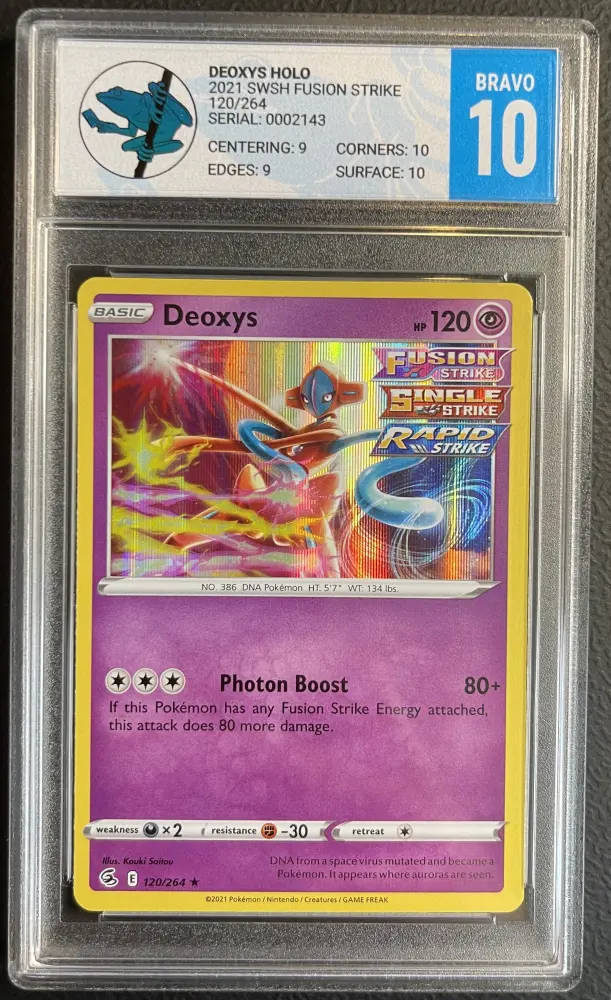 DEOXYS HOLO
2021 SWSH FUSION STRIKE
120/264
SERIAL: 0002143
CENTERING: 9 CORNERS: 10
EDGES: 9 SURFACE: 10
BRAVO
10
BASIC Deoxys HP 120
FUSION
STRIKE
SINGLE
STRIKE
RAPID
STRIKE
NO. 386 DNA Pokémon HT: 5'7" WT: 134 lbs.
Photon Boost 80+
If this Pokémon has any Fusion Strike Energy attached,
this attack does 80 more damage.
weakness ×2 resistance -30 retreat
Illus. Kouki Saitou
DNA from a space virus mutated and became a
Pokémon. It appears where auroras are seen.
E 120/264 ★
©2021 Pokémon / Nintendo / Creatures / GAME FREAK